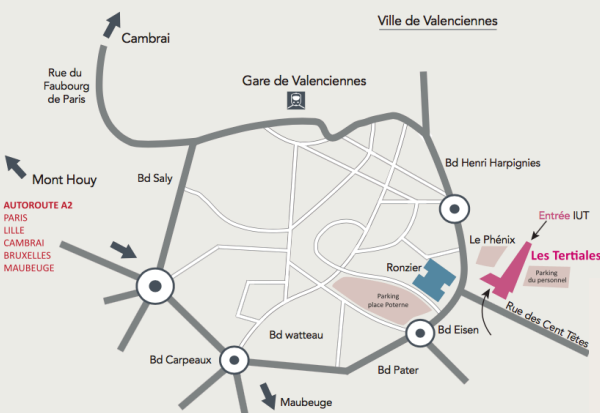 Ville de Valenciennes
Cambrai
Rue du
Faubourg
de Paris
Gare de Valenciennes
Bd Henri Harpignies
Mont Houy
Bd Saly
AUTOROUTE A2
PARIS
LILLE
CAMBRAI
BRUXELLES
MAUBEUGE
Entrée IUT
Le Phénix
Les Tertiales
Ronzier
Parking
du personnel
Parking
place Poterne
Rue des Cent Têtes
Bd Eisen
Bd watteau
Bd Carpeaux
Bd Pater
Maubeuge